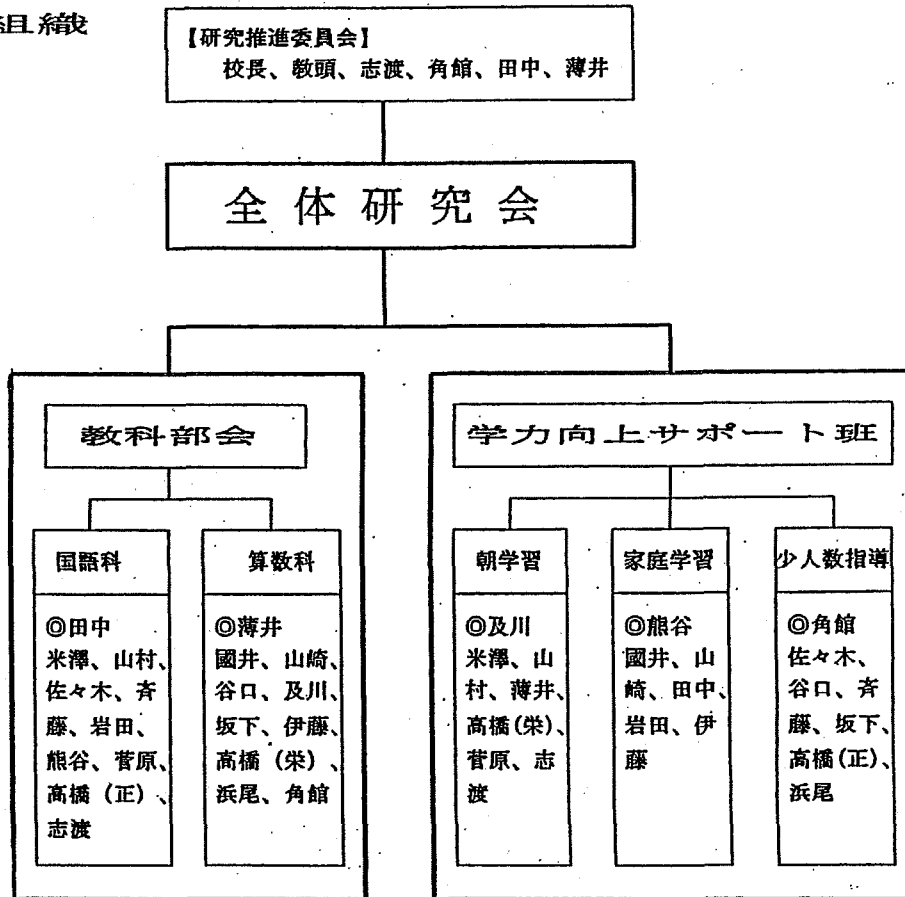 組織
【研究推進委員会】
校長、教頭、志渡、角館、田中、薄井
全体研究会
教科部会
学力向上サポート班
国語科
算数科
朝学習
家庭学習
少人数指導
◎田中
米澤、山村、
佐々木、斉
藤、岩田、
熊谷、菅原、
高橋（正）、
志渡
◎薄井
國井、山崎、
谷口、及川、
坂下、伊藤、
高橋（栄）、
浜尾、角館
◎及川
米澤、山
村、薄井、
高橋(栄)、
菅原、志
渡
◎熊谷
國井、山
崎、田中、
岩田、伊
藤
◎角館
佐々木、
谷口、斉
藤、坂下、
高橋(正)、
浜尾